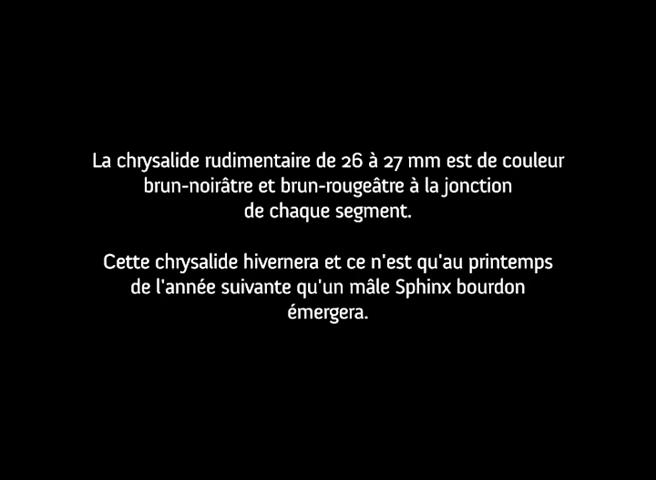 La chrysalide rudimentaire de 26 à 27 mm est de couleur
brun-noirâtre et brun-rougeâtre à la jonction
de chaque segment.
Cette chrysalide hivernera et ce n'est qu'au printemps
de l'année suivante qu'un mâle Sphinx bourdon
émergera.